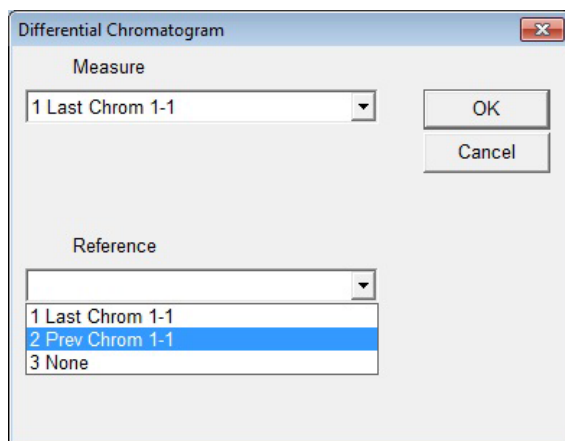 Differential Chromatogram
Measure
1 Last Chrom 1-1
OK
Cancel
Reference
1 Last Chrom 1-1
2 Prev Chrom 1-1
3 None